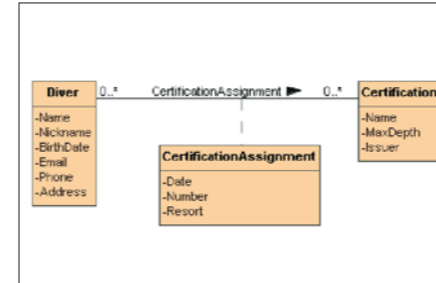 Diver
0..*
CertificationAssignment
0..*
Certification
-Name
-Nickname
-BirthDate
-Email
-Phone
-Address
-Name
-MaxDepth
-Issuer
CertificationAssignment
-Date
-Number
-Resort